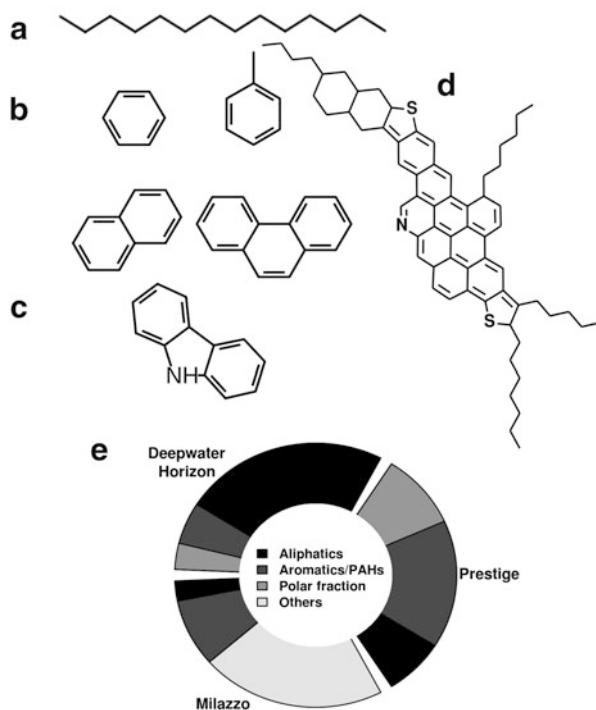 a
b
d
S
N
S
c
NH
e
Deepwater
Horizon
Aliphatics
Aromatics/PAHs
Polar fraction
Others
Prestige
Milazzo